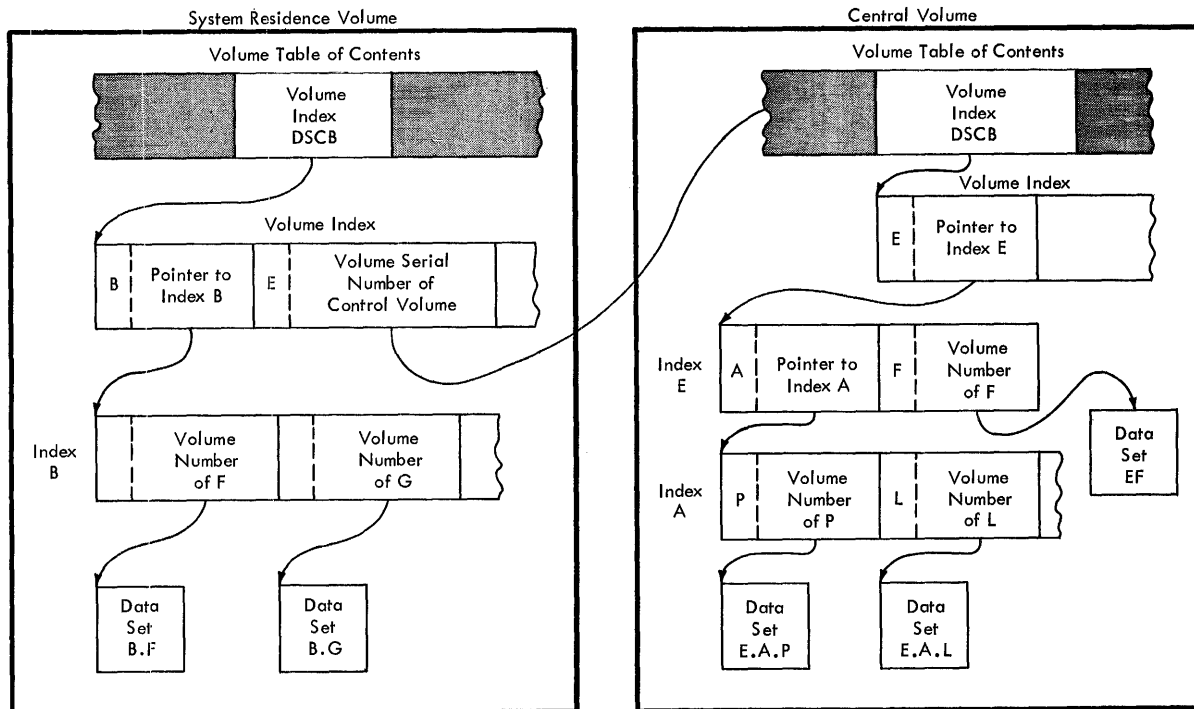 System Residence Volume
Volume Table of Contents
Volume
Index
DSCB
Volume Index
B
Pointer to
Index B
E
Volume Serial
Number of
Control Volume
Index
B
Volume
Number
of F
Volume
Number
of G
Data
Set
B.F
Data
Set
B.G
Central Volume
Volume Table of Contents
Volume
Index
DSCB
Volume Index
E
Pointer to
Index E
Index
E
A
Pointer to
Index A
F
Volume
Number
of F
Data
Set
EF
Index
A
P
Volume
Number
of P
L
Volume
Number
of L
Data
Set
E.A.P
Data
Set
E.A.L